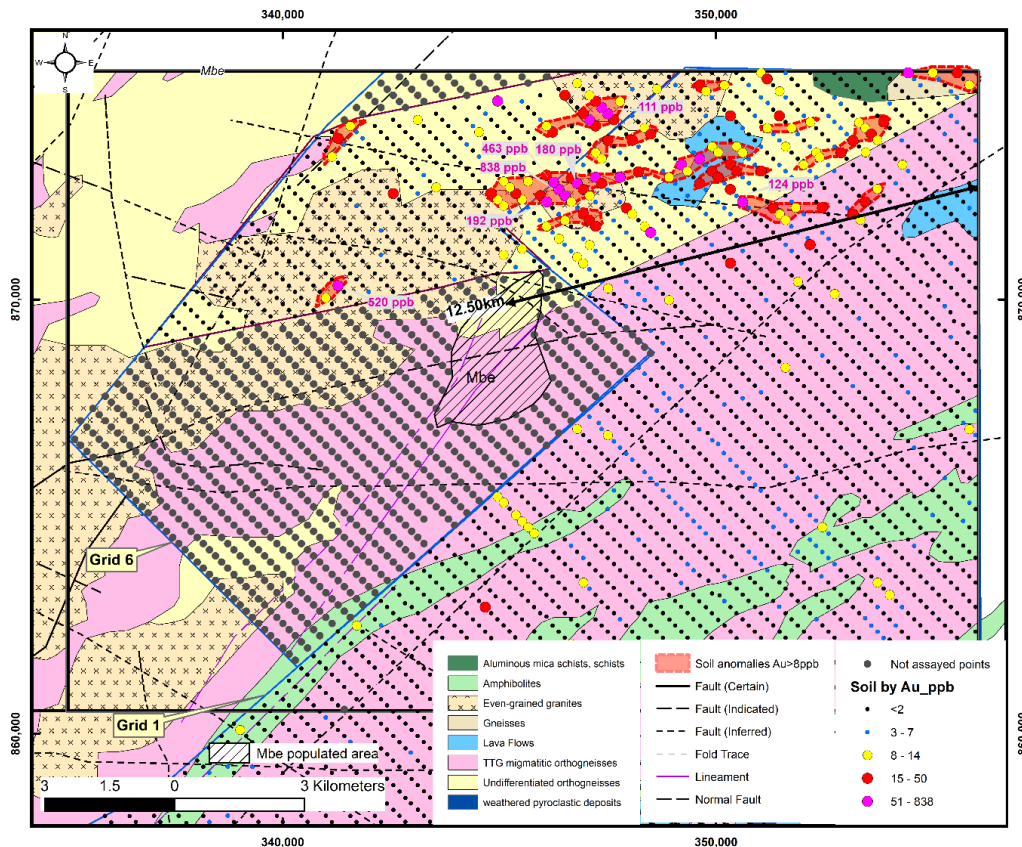 340,000
350,000
N
W
E
S
Mbe
111 ppb
463 ppb
180 ppb
838 ppb
124 ppb
192 ppb
520 ppb
12.50km
870,000
Mbe
Grid 6
Grid 1
860,000
Mbe populated area
3
1.5
0
3 Kilometers
Aluminous mica schists, schists
Amphibolites
Even-grained granites
Gneisses
Lava Flows
TTG migmatitic orthogneisses
Undifferentiated orthogneisses
weathered pyroclastic deposits
Soil anomalies Au>8ppb
Fault (Certain)
Fault (Indicated)
Fault (Inferred)
Fold Trace
Lineament
Normal Fault
Not assayed points
Soil by Au_ppb
<2
3 - 7
8 - 14
15 - 50
51 - 838
340,000
350,000